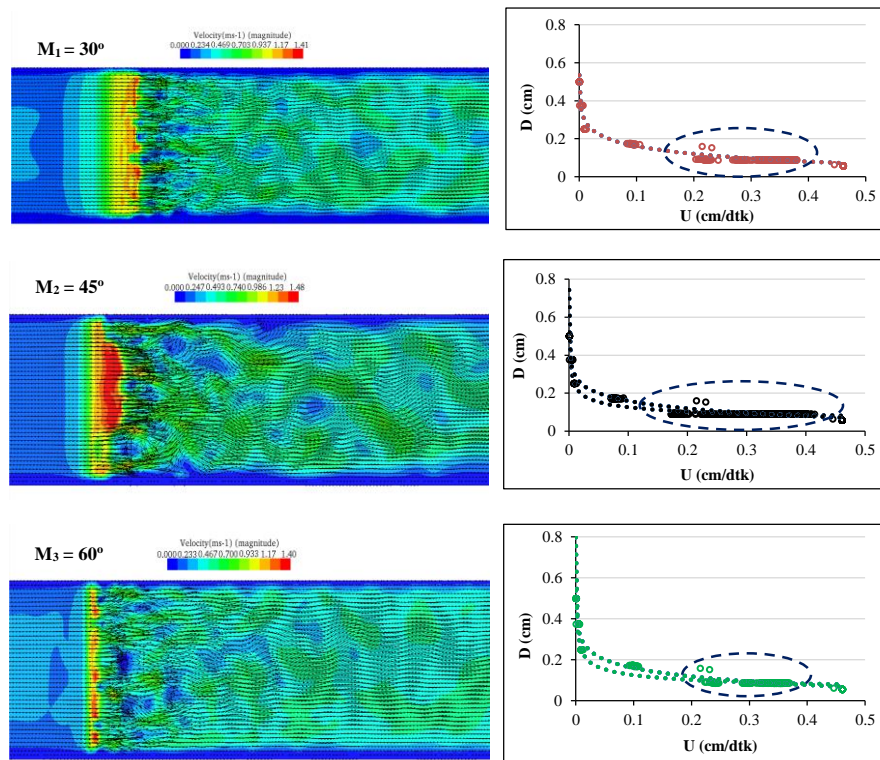 M1 = 30º
Velocity(ms-1) (magnitude)
0.000 0.234 0.469 0.703 0.937 1.17 1.41
D (cm)
0.8
0.6
0.4
0.2
0
0 0.1 0.2 0.3 0.4 0.5
U (cm/dtk)
M2 = 45º
Velocity(ms-1) (magnitude)
0.000 0.247 0.493 0.740 0.986 1.23 1.48
D (cm)
0.8
0.6
0.4
0.2
0
0 0.1 0.2 0.3 0.4 0.5
U (cm/dtk)
M3 = 60º
Velocity(ms-1) (magnitude)
0.000 0.233 0.467 0.700 0.933 1.17 1.40
D (cm)
0.8
0.6
0.4
0.2
0
0 0.1 0.2 0.3 0.4 0.5
U (cm/dtk)